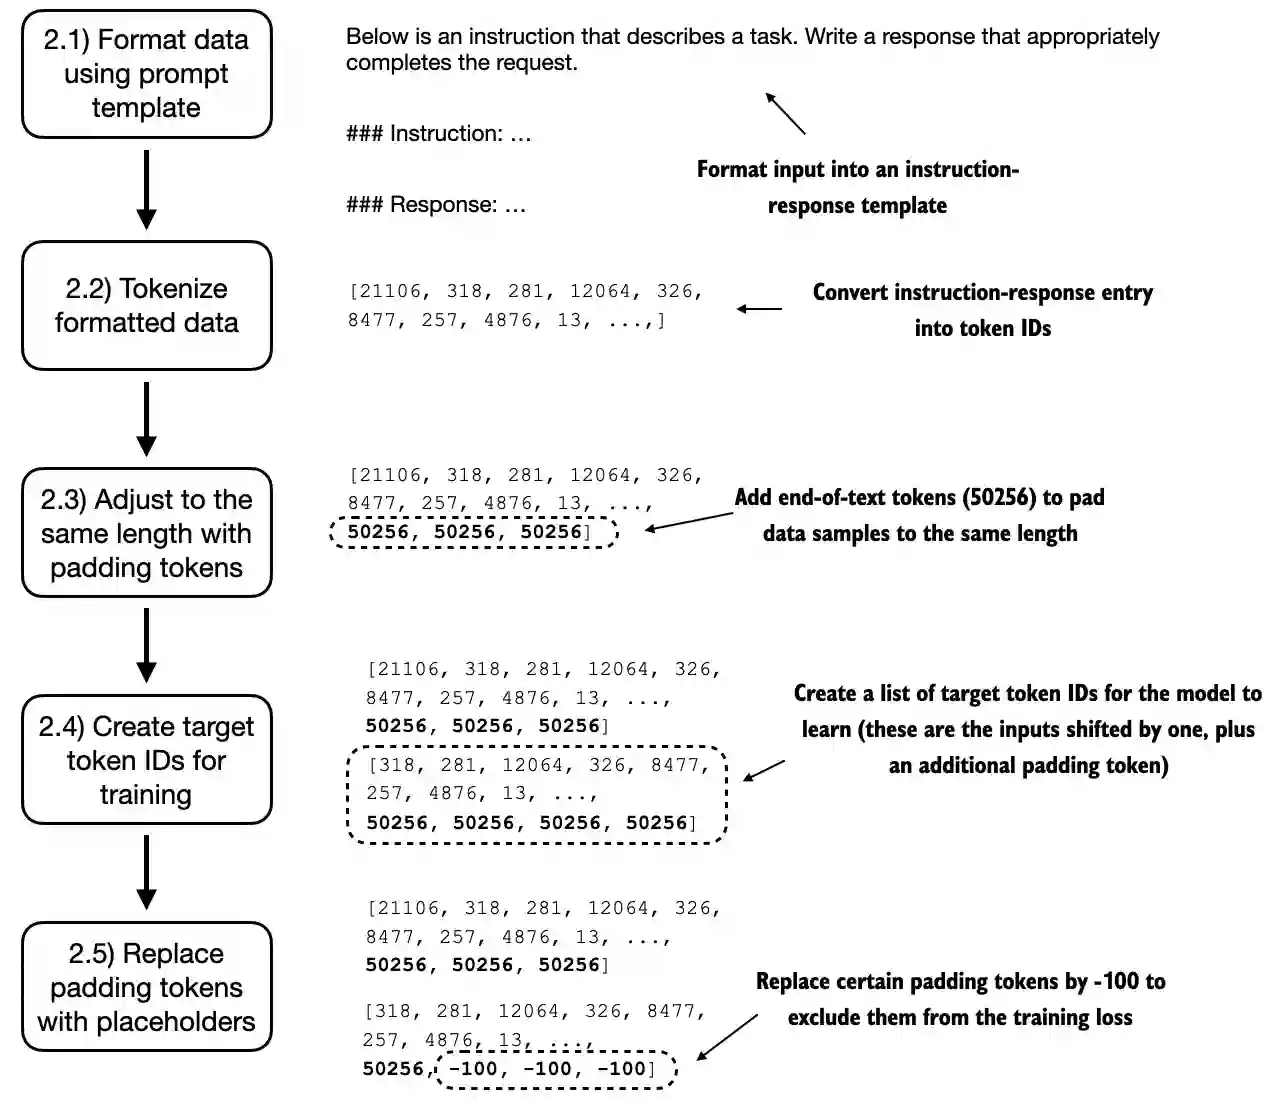 2.1) Format data
using prompt
template
Below is an instruction that describes a task. Write a response that appropriately
completes the request.
### Instruction: …
### Response: …
Format input into an instruction-
response template
2.2) Tokenize
formatted data
[21106, 318, 281, 12064, 326,
8477, 257, 4876, 13, ...,]
Convert instruction-response entry
into token IDs
2.3) Adjust to the
same length with
padding tokens
[21106, 318, 281, 12064, 326,
8477, 257, 4876, 13, ...,
50256, 50256, 50256]
Add end-of-text tokens (50256) to pad
data samples to the same length
2.4) Create target
token IDs for
training
[21106, 318, 281, 12064, 326,
8477, 257, 4876, 13, ...,
50256, 50256, 50256]
[318, 281, 12064, 326, 8477,
257, 4876, 13, ...,
50256, 50256, 50256, 50256]
Create a list of target token IDs for the model to
learn (these are the inputs shifted by one, plus
an additional padding token)
2.5) Replace
padding tokens
with placeholders
[21106, 318, 281, 12064, 326,
8477, 257, 4876, 13, ...,
50256, 50256, 50256]
[318, 281, 12064, 326, 8477,
257, 4876, 13, ...,
50256, -100, -100, -100]
Replace certain padding tokens by -100 to
exclude them from the training loss